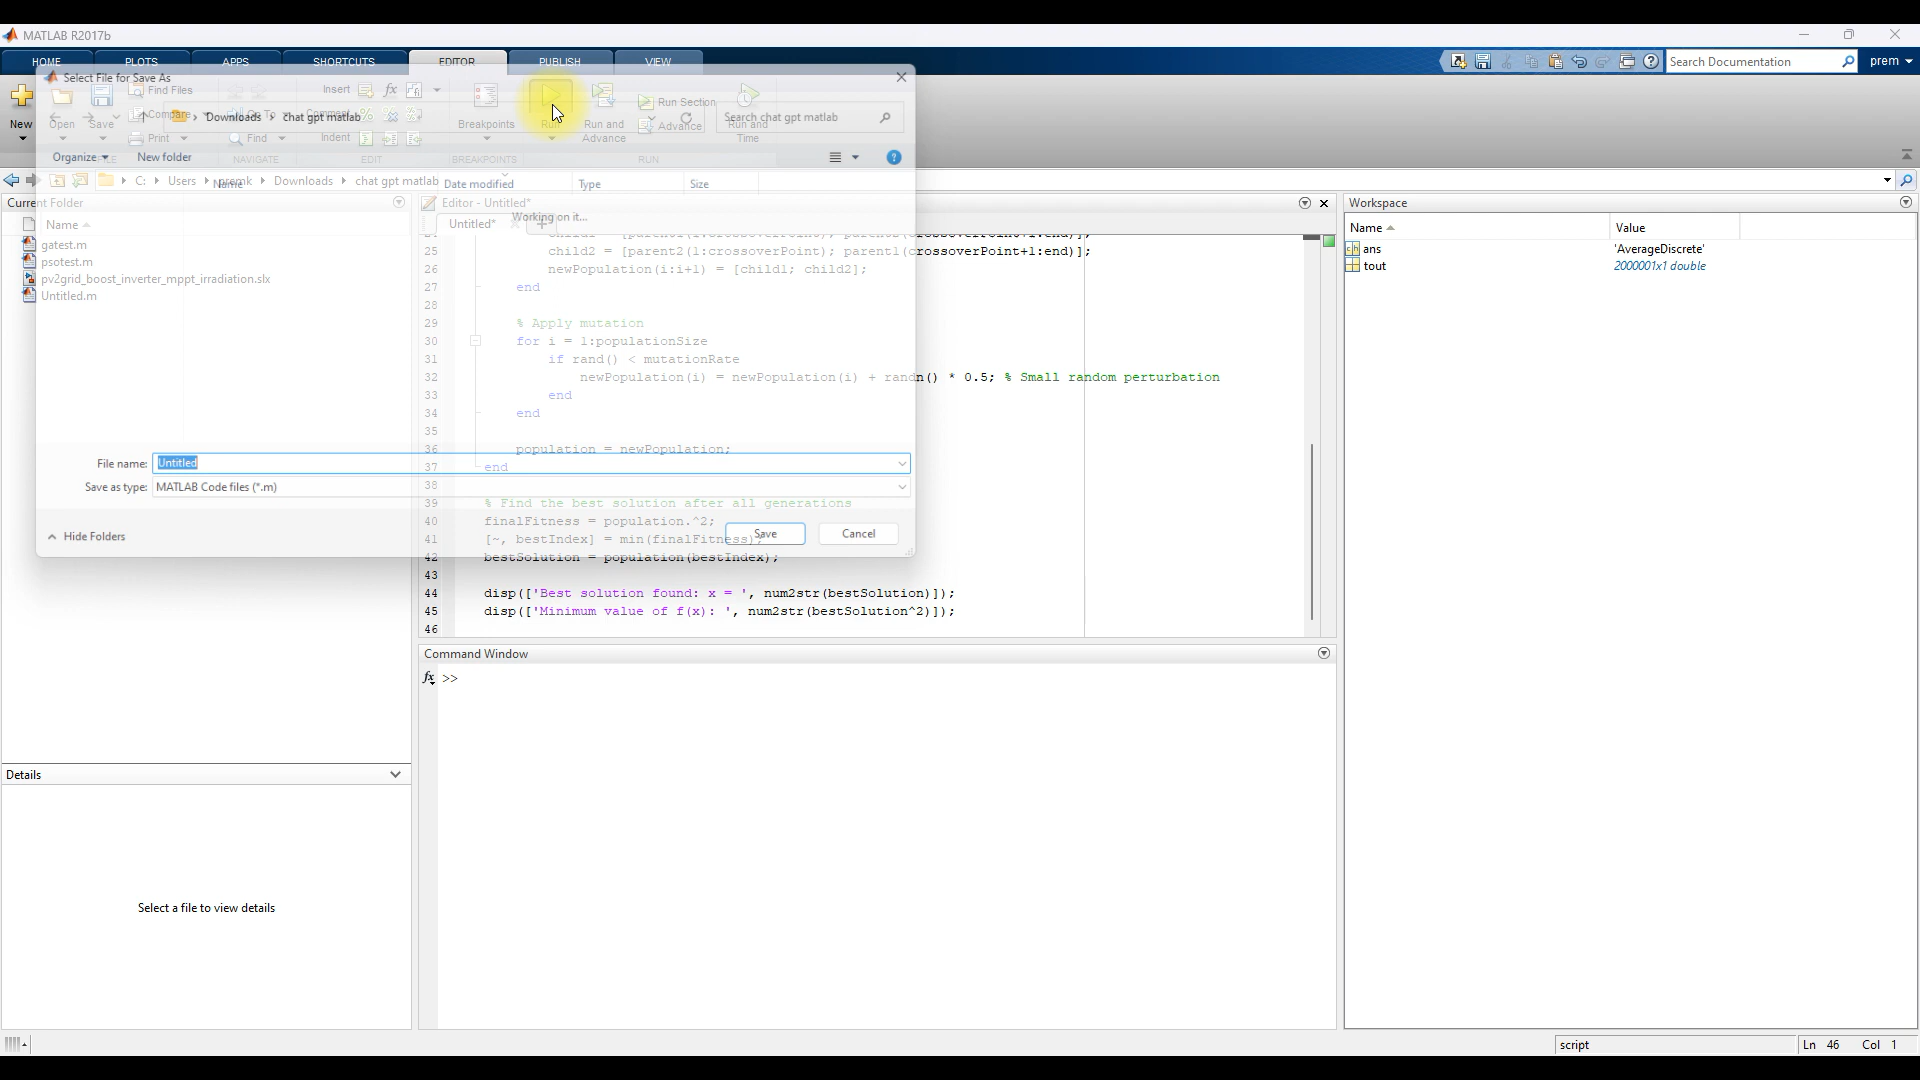 MATLAB R2017b
HOME PLOTS APPS SHORTCUTS EDITOR PUBLISH VIEW
Search Documentation
prem
Select File for Save As
Find Files
Insert
Run Section
New Open Save
Compare
Go To
Comment
Breakpoints Run Run and Advance
Advance
Run and Time
Downloads chat gpt matlab
Search chat gpt matlab
Print
Find
Indent
Organize New folder
FILE NAVIGATE EDIT BREAKPOINTS RUN
C: Users premk Downloads chat gpt matlab
Name Date modified Type Size
Working on it...
Current Folder
Name
gatest.m
psotest.m
pv2grid_boost_inverter_mppt_irradiation.slx
Untitled.m
File name: Untitled
Save as type: MATLAB Code files (*.m)
Hide Folders
Save Cancel
Details
Select a file to view details
Editor - Untitled*
Untitled*
25 child2 = [parent2(1:crossoverPoint); parent1(crossoverPoint+1:end)];
26 newPopulation(i:i+1) = [child1; child2];
27 end
28
29 % Apply mutation
30 for i = 1:populationSize
31 if rand() < mutationRate
32 newPopulation(i) = newPopulation(i) + randn() * 0.5; % Small random perturbation
33 end
34 end
35
36 population = newPopulation;
37 end
38
39 % Find the best solution after all generations
40 finalFitness = population.^2;
41 [~, bestIndex] = min(finalFitness);
42 bestSolution = population(bestIndex);
43
44 disp(['Best solution found: x = ', num2str(bestSolution)]);
45 disp(['Minimum value of f(x): ', num2str(bestSolution^2)]);
46
Command Window
fx >>
Workspace
Name Value
ans 'AverageDiscrete'
tout 2000001x1 double
script Ln 46 Col 1